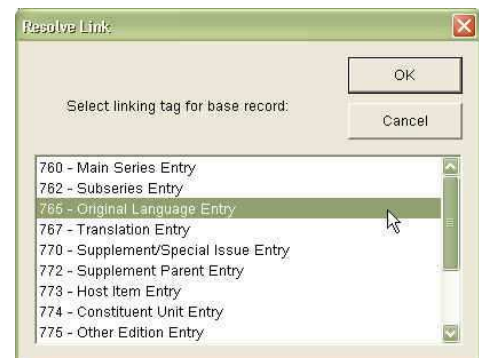 Resolve Link
OK
Select linking tag for base record:
Cancel
760 - Main Series Entry
762 - Subseries Entry
765 - Original Language Entry
767 - Translation Entry
770 - Supplement/Special Issue Entry
772 - Supplement Parent Entry
773 - Host Item Entry
774 - Constituent Unit Entry
775 - Other Edition Entry